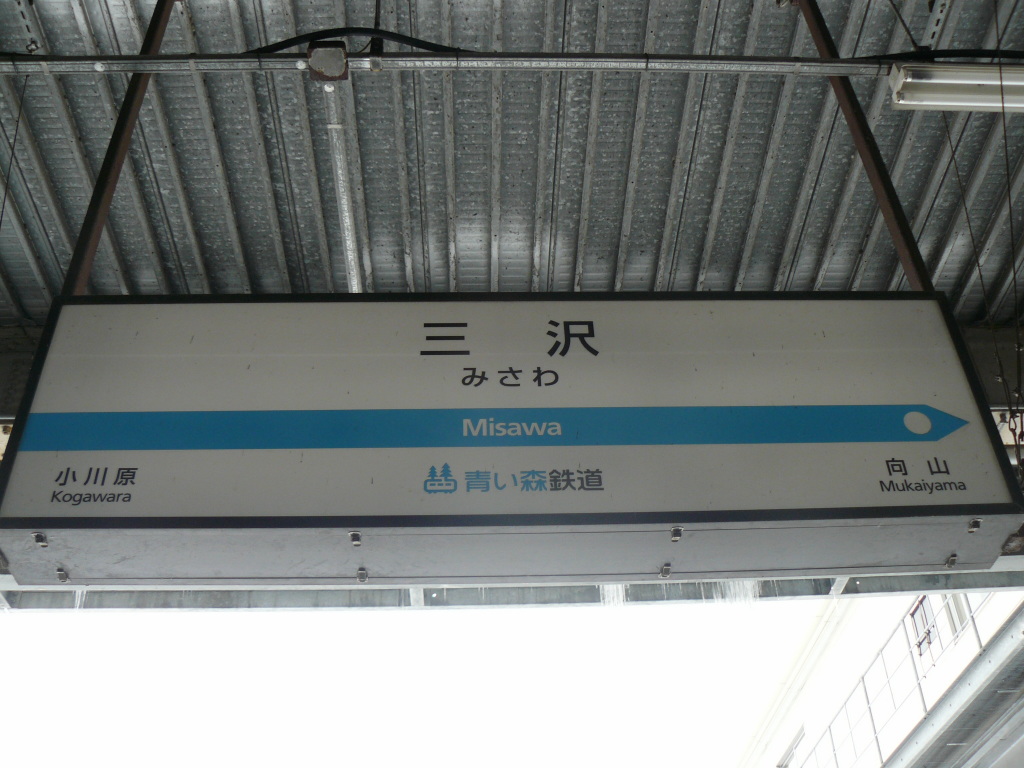 三 沢
みさわ
Misawa
小川原
Kogawara
青い森鉄道
向 山
Mukaiyama